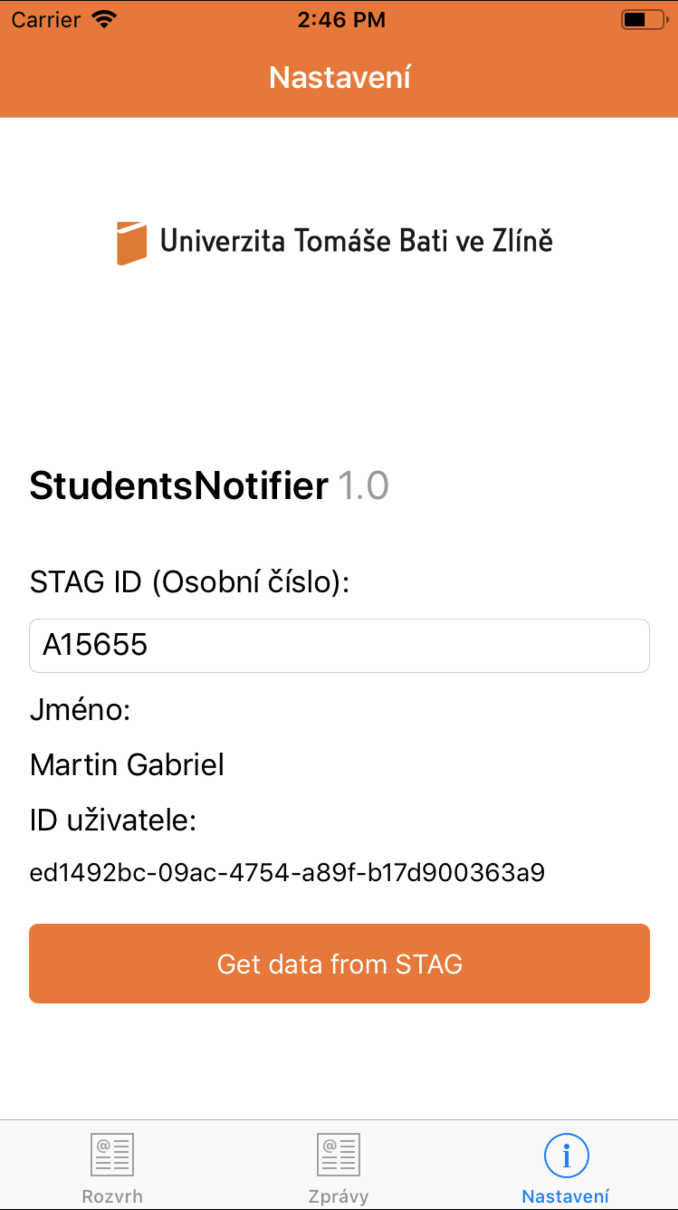 Carrier 2:46 PM
Nastavení
Univerzita Tomáše Bati ve Zlíně
StudentsNotifier 1.0
STAG ID (Osobní číslo):
A15655
Jméno:
Martin Gabriel
ID uživatele:
ed1492bc-09ac-4754-a89f-b17d900363a9
Get data from STAG
@ @ i
Rozvrh Zprávy Nastavení